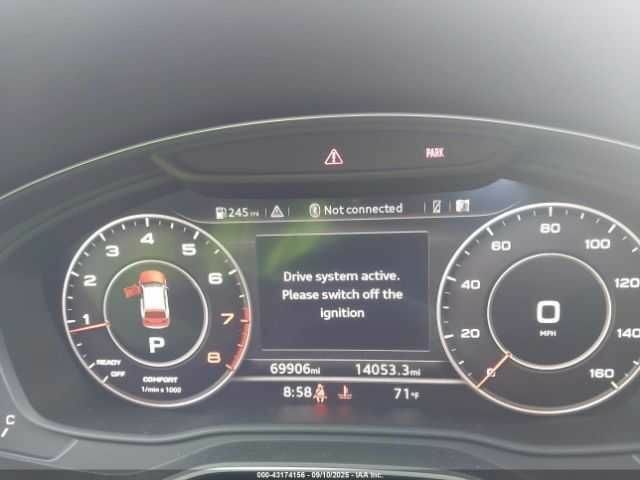 PARK
245 mi
Not connected
Drive system active.
Please switch off the
ignition
1 2 3 4 5 6 7 8
P
READY
OFF
COMFORT
1/min x 1000
0 20 40 60 80 100 120 140 160
0
MPH
69906mi 14053.3mi
8:58 71°F
C
000-43174156 - 09/10/2025 - IAA Inc.